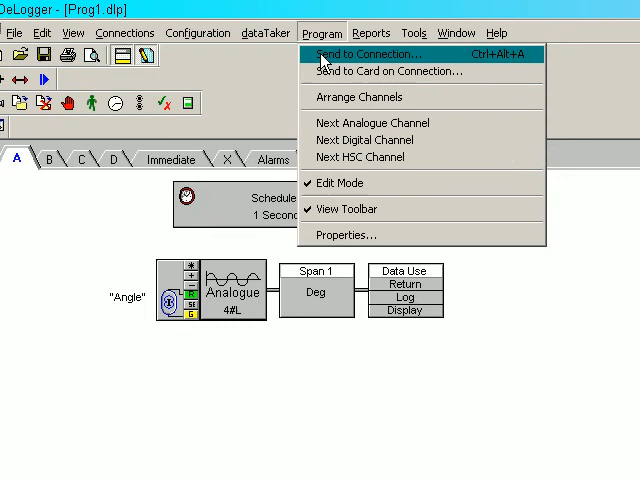 DeLogger - [Prog1.dlp]
File Edit View Connections Configuration dataTaker Program Reports Tools Window Help
Send to Connection... Ctrl+Alt+A
Send to Card on Connection...
Arrange Channels
Next Analogue Channel
Next Digital Channel
Next HSC Channel
Edit Mode
View Toolbar
Properties...
A B C D Immediate X Alarms
Schedule
1 Second
"Angle"
*
+
–
R
SE
G
Analogue
4#L
Span 1
Deg
Data Use
Return
Log
Display